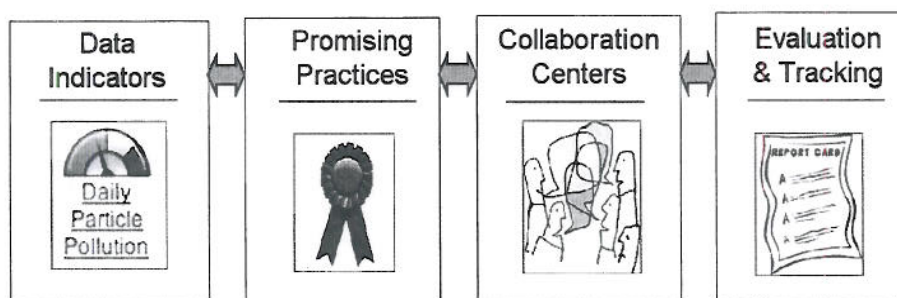 Data
Indicators
Daily
Particle
Pollution
Promising
Practices
Collaboration
Centers
Evaluation
& Tracking
REPORT CARD
A
A
A
A